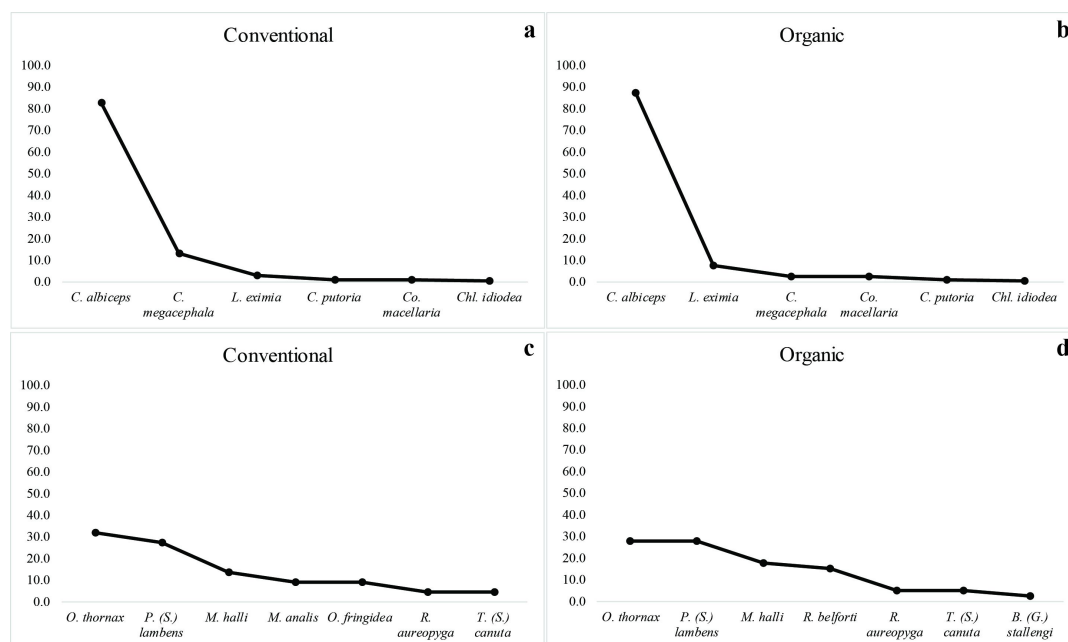 Conventional
a
100.0
90.0
80.0
70.0
60.0
50.0
40.0
30.0
20.0
10.0
0.0
C. albiceps
C.
megacephala
L. eximia
C. putoria
Co.
macellaria
Chl. idiodea
Organic
b
100.0
90.0
80.0
70.0
60.0
50.0
40.0
30.0
20.0
10.0
0.0
C. albiceps
L. eximia
C.
megacephala
Co.
macellaria
C. putoria
Chl. idiodea
Conventional
c
100.0
90.0
80.0
70.0
60.0
50.0
40.0
30.0
20.0
10.0
0.0
O. thornax
P. (S.)
lambens
M. halli
M. analis
O. fringidea
R.
aureopyga
T. (S.)
canuta
Organic
d
100.0
90.0
80.0
70.0
60.0
50.0
40.0
30.0
20.0
10.0
0.0
O. thornax
P. (S.)
lambens
M. halli
R. belforti
R.
aureopyga
T. (S.)
canuta
B. (G.)
stallengi